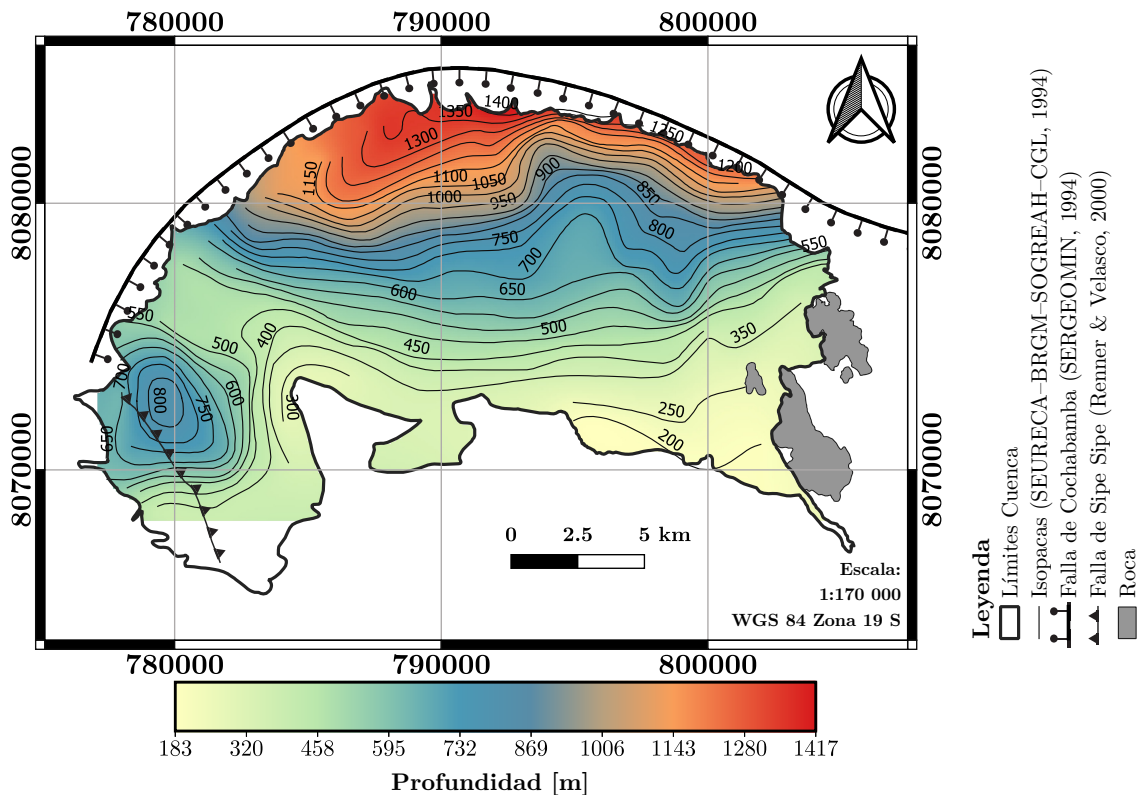 780000 790000 800000
8080000
8070000
8080000
8070000
1400
1350
1300
1250
1200
1150
1100
1050
1000
950
900
850
800
750
700
650
600
550
500
450
400
350
300
250
200
550
500
600
700
750
800
650
0 2.5 5 km
Escala:
1:170 000
WGS 84 Zona 19 S
780000 790000 800000
183 320 458 595 732 869 1006 1143 1280 1417
Profundidad [m]
Leyenda
Límites Cuenca
Isopacas (SEURECA–BRGM–SOGREAH–CGL, 1994)
Falla de Cochabamba (SERGEOMIN, 1994)
Falla de Sipe Sipe (Renner & Velasco, 2000)
Roca